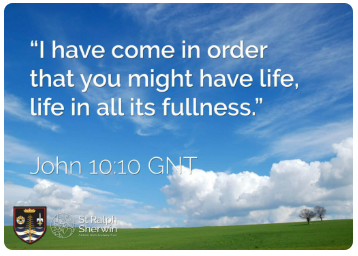 “I have come in order
that you might have life,
life in all its fullness.”
John 10:10 GNT
St Ralph
Sherwin